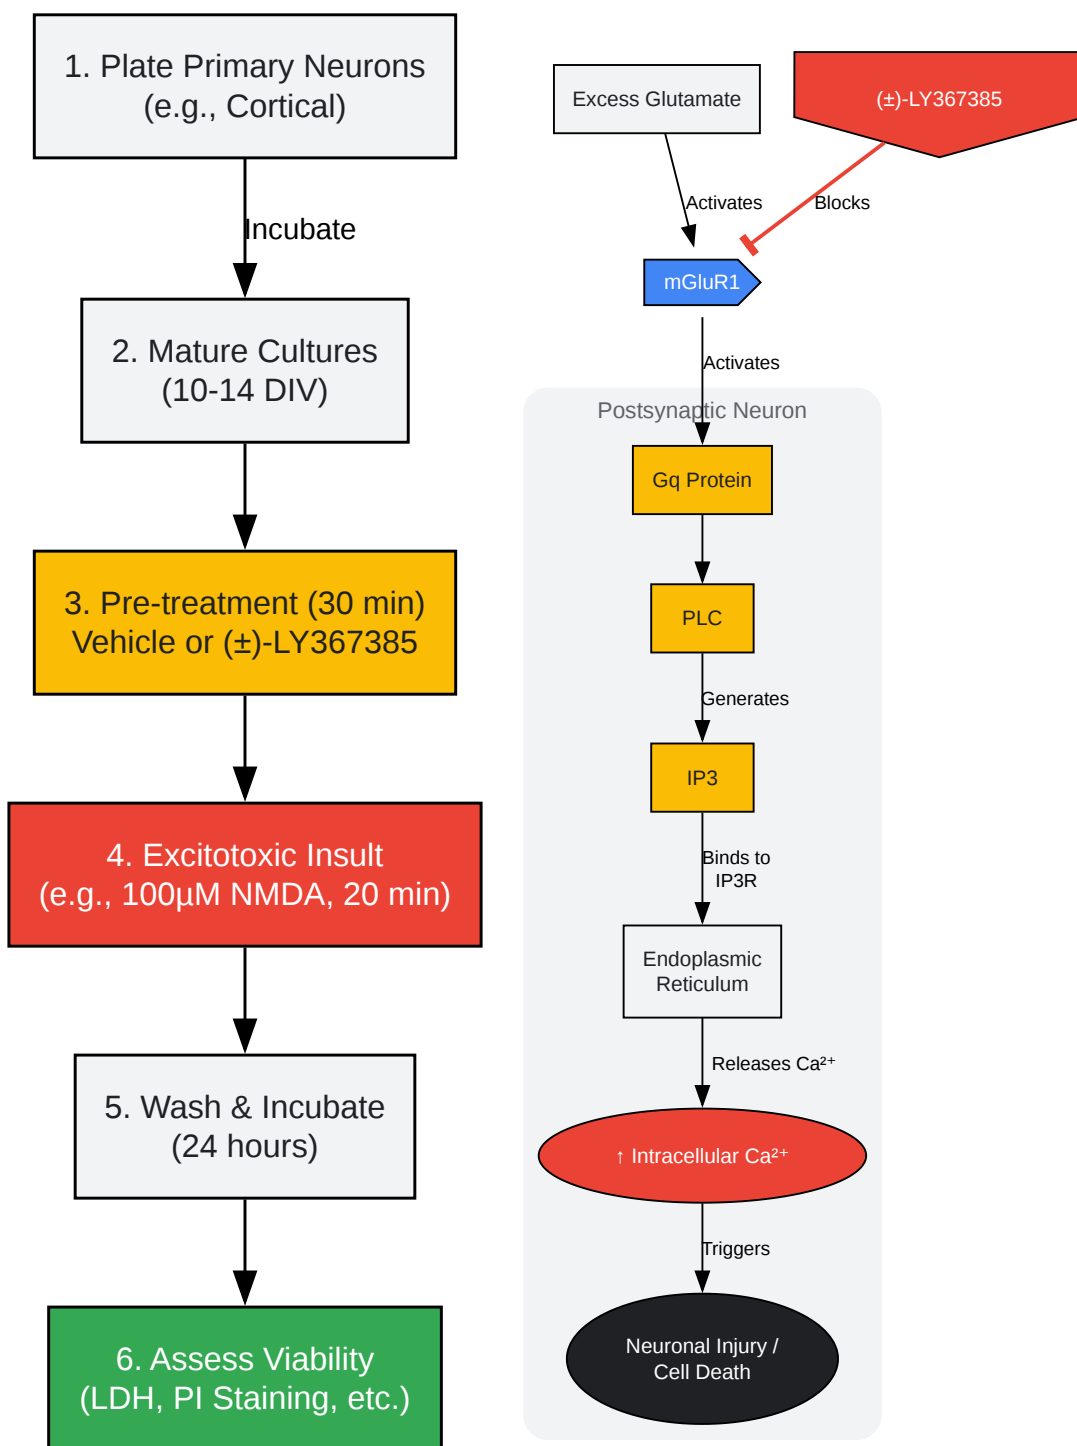 1. Plate Primary Neurons
(e.g., Cortical)
Incubate
2. Mature Cultures
(10-14 DIV)
3. Pre-treatment (30 min)
Vehicle or (±)-LY367385
4. Excitotoxic Insult
(e.g., 100µM NMDA, 20 min)
5. Wash & Incubate
(24 hours)
6. Assess Viability
(LDH, PI Staining, etc.)
Excess Glutamate
(±)-LY367385
Activates
Blocks
mGluR1
Activates
Postsynaptic Neuron
Gq Protein
PLC
Generates
IP3
Binds to
IP3R
Endoplasmic
Reticulum
Releases Ca²⁺
↑ Intracellular Ca²⁺
Triggers
Neuronal Injury /
Cell Death